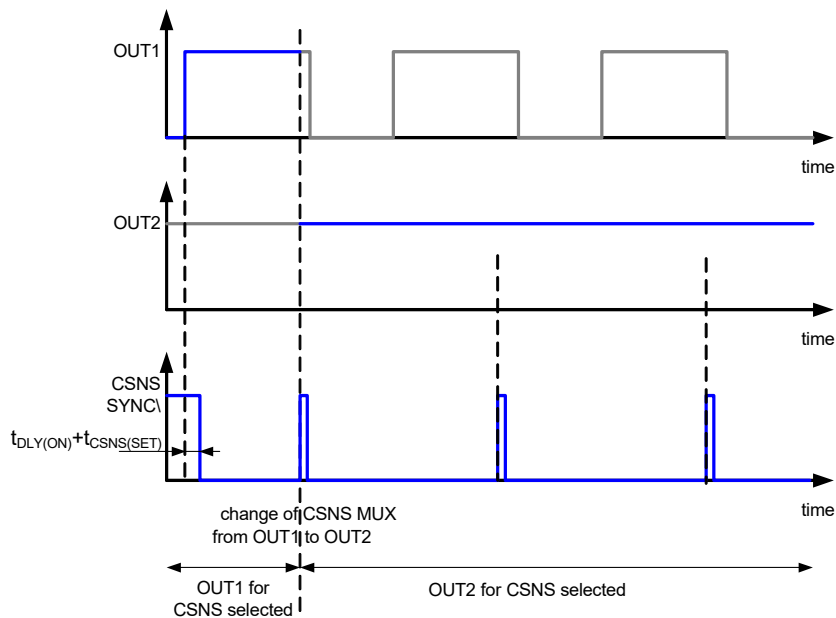 OUT1
time
OUT2
time
CSNS
SYNC\
tDLY(ON)+tCSNS(SET)
time
change of CSNS MUX
from OUT1 to OUT2
OUT1 for
CSNS selected
OUT2 for CSNS selected